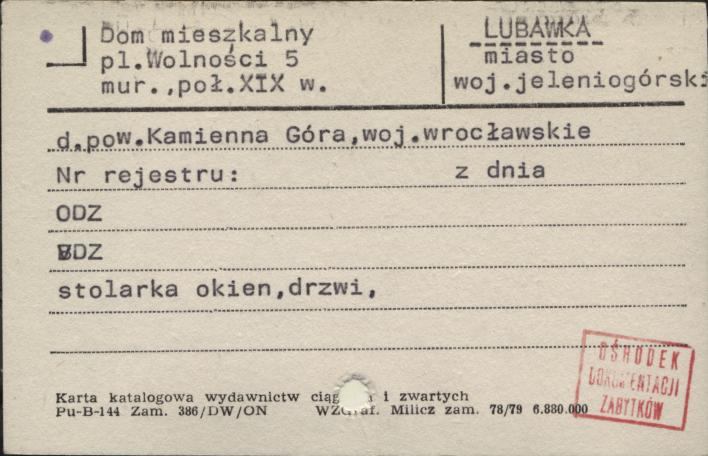 Dom mieszkalny
pl.Wolności 5
mur.,poł.XIX w.
LUBAWKA
miasto
woj.jeleniogórski
d.pow.Kamienna Góra,woj.wrocławskie
Nr rejestru: z dnia
ODZ
BDZ
stolarka okien,drzwi,
OŚRODEK
DOKUMENTACJI
ZABYTKÓW
Karta katalogowa wydawnictw i zwartych
Pu-B-144 Zam. 386/DW/ON Milicz zam. 78/79 6.880.000